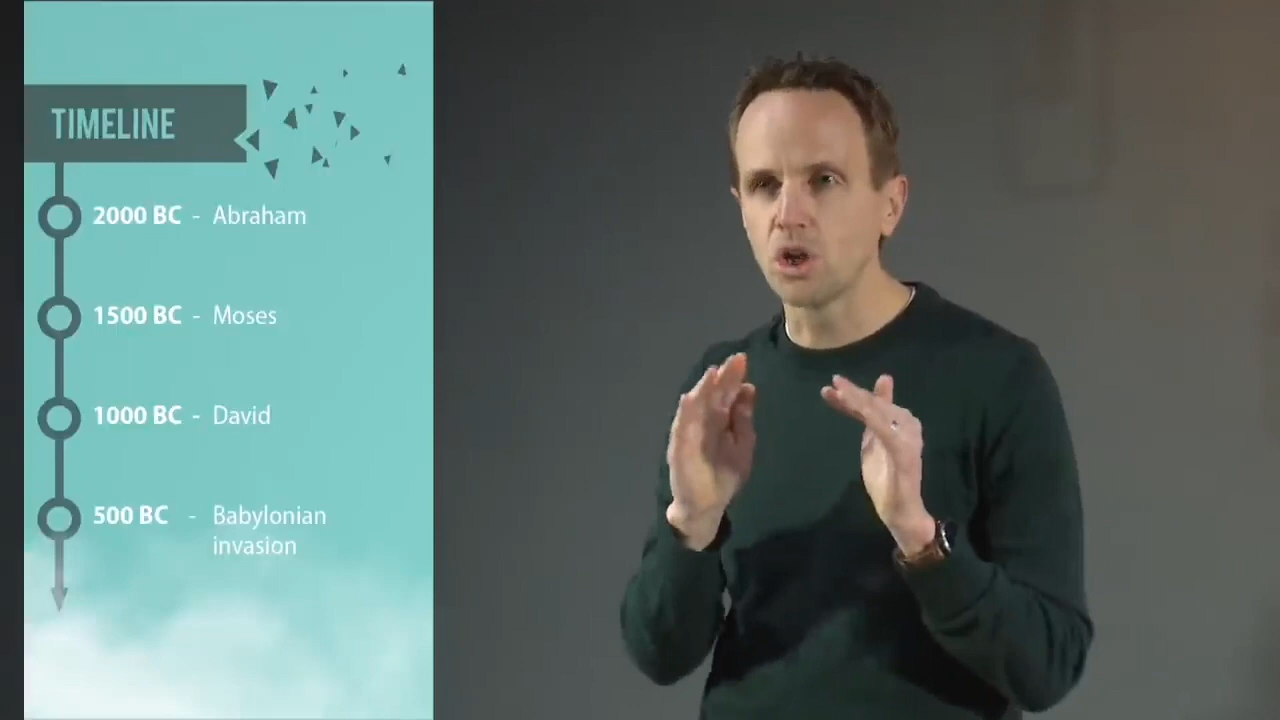 TIMELINE
2000 BC - Abraham
1500 BC - Moses
1000 BC - David
500 BC - Babylonian
invasion